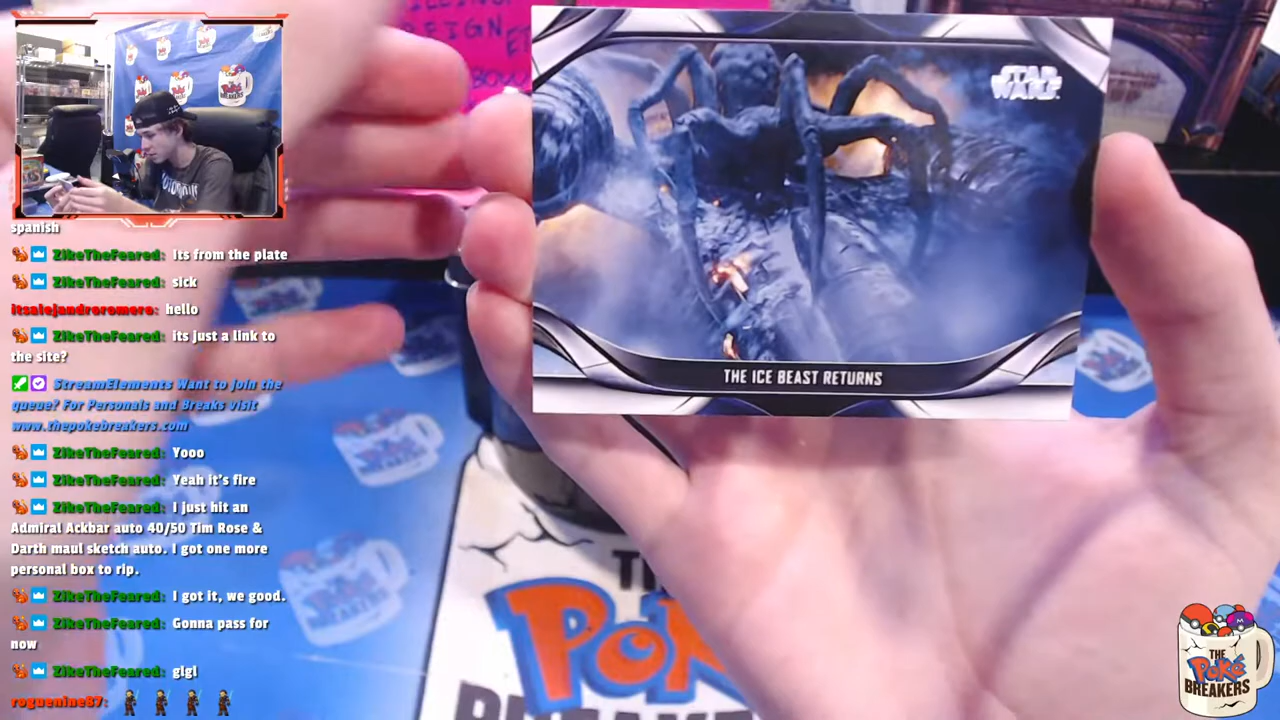 STAR
WARS
THE ICE BEAST RETURNS
spanish
ZikeTheFeared: Its from the plate
ZikeTheFeared: sick
itsalejandroromero: hello
ZikeTheFeared: its just a link to
the site?
StreamElements Want to join the
queue? For Personals and Breaks visit
www.thepokebreakers.com
ZikeTheFeared: Yooo
ZikeTheFeared: Yeah it's fire
ZikeTheFeared: I just hit an
Admiral Ackbar auto 40/50 Tim Rose &
Darth maul sketch auto. I got one more
personal box to rip.
ZikeTheFeared: I got it, we good.
ZikeTheFeared: Gonna pass for
now
ZikeTheFeared: glgl
roguenine87:
THE
POKÉ
BREAKERS